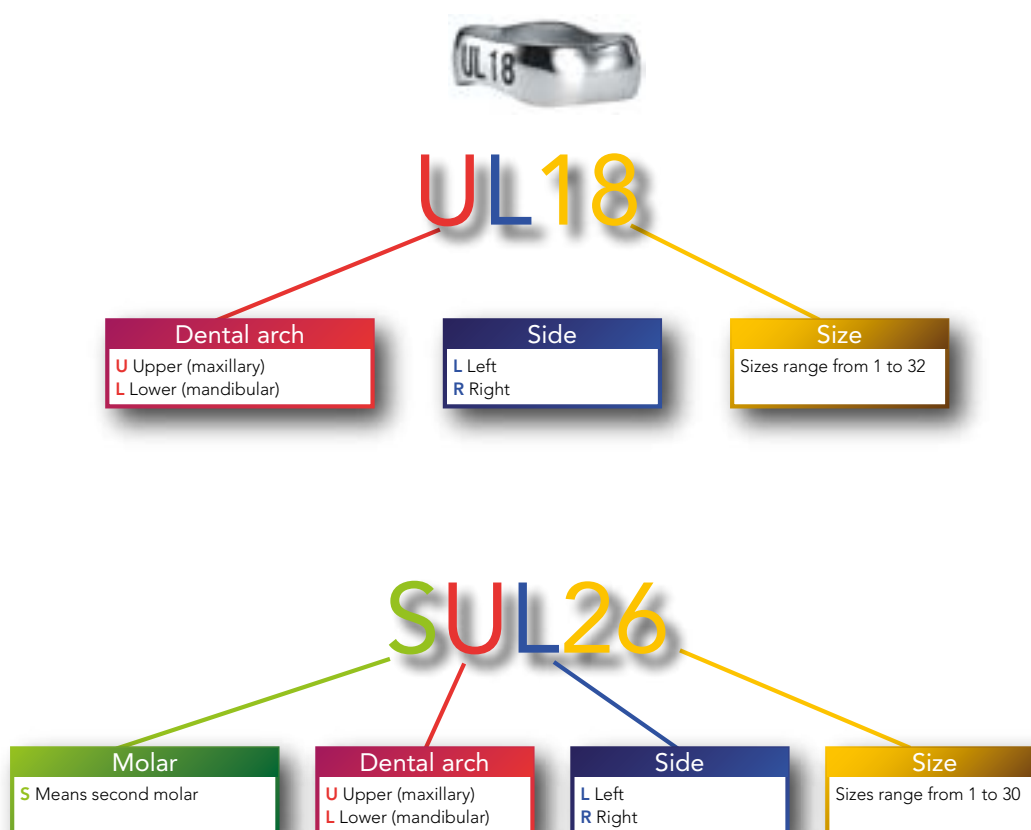 UL18
UL18
Dental arch
U Upper (maxillary)
L Lower (mandibular)
Side
L Left
R Right
Size
Sizes range from 1 to 32
SUL26
Molar
S Means second molar
Dental arch
U Upper (maxillary)
L Lower (mandibular)
Side
L Left
R Right
Size
Sizes range from 1 to 30